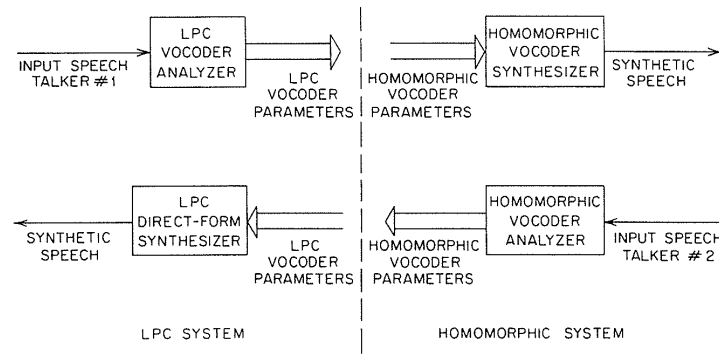 LPC
VOCODER
ANALYZER
INPUT SPEECH
TALKER #1
LPC
VOCODER
PARAMETERS
HOMOMORPHIC
VOCODER
PARAMETERS
HOMOMORPHIC
VOCODER
SYNTHESIZER
SYNTHETIC
SPEECH
SYNTHETIC
SPEECH
LPC
DIRECT-FORM
SYNTHESIZER
LPC
VOCODER
PARAMETERS
HOMOMORPHIC
VOCODER
PARAMETERS
HOMOMORPHIC
VOCODER
ANALYZER
INPUT SPEECH
TALKER #2
LPC SYSTEM
HOMOMORPHIC SYSTEM